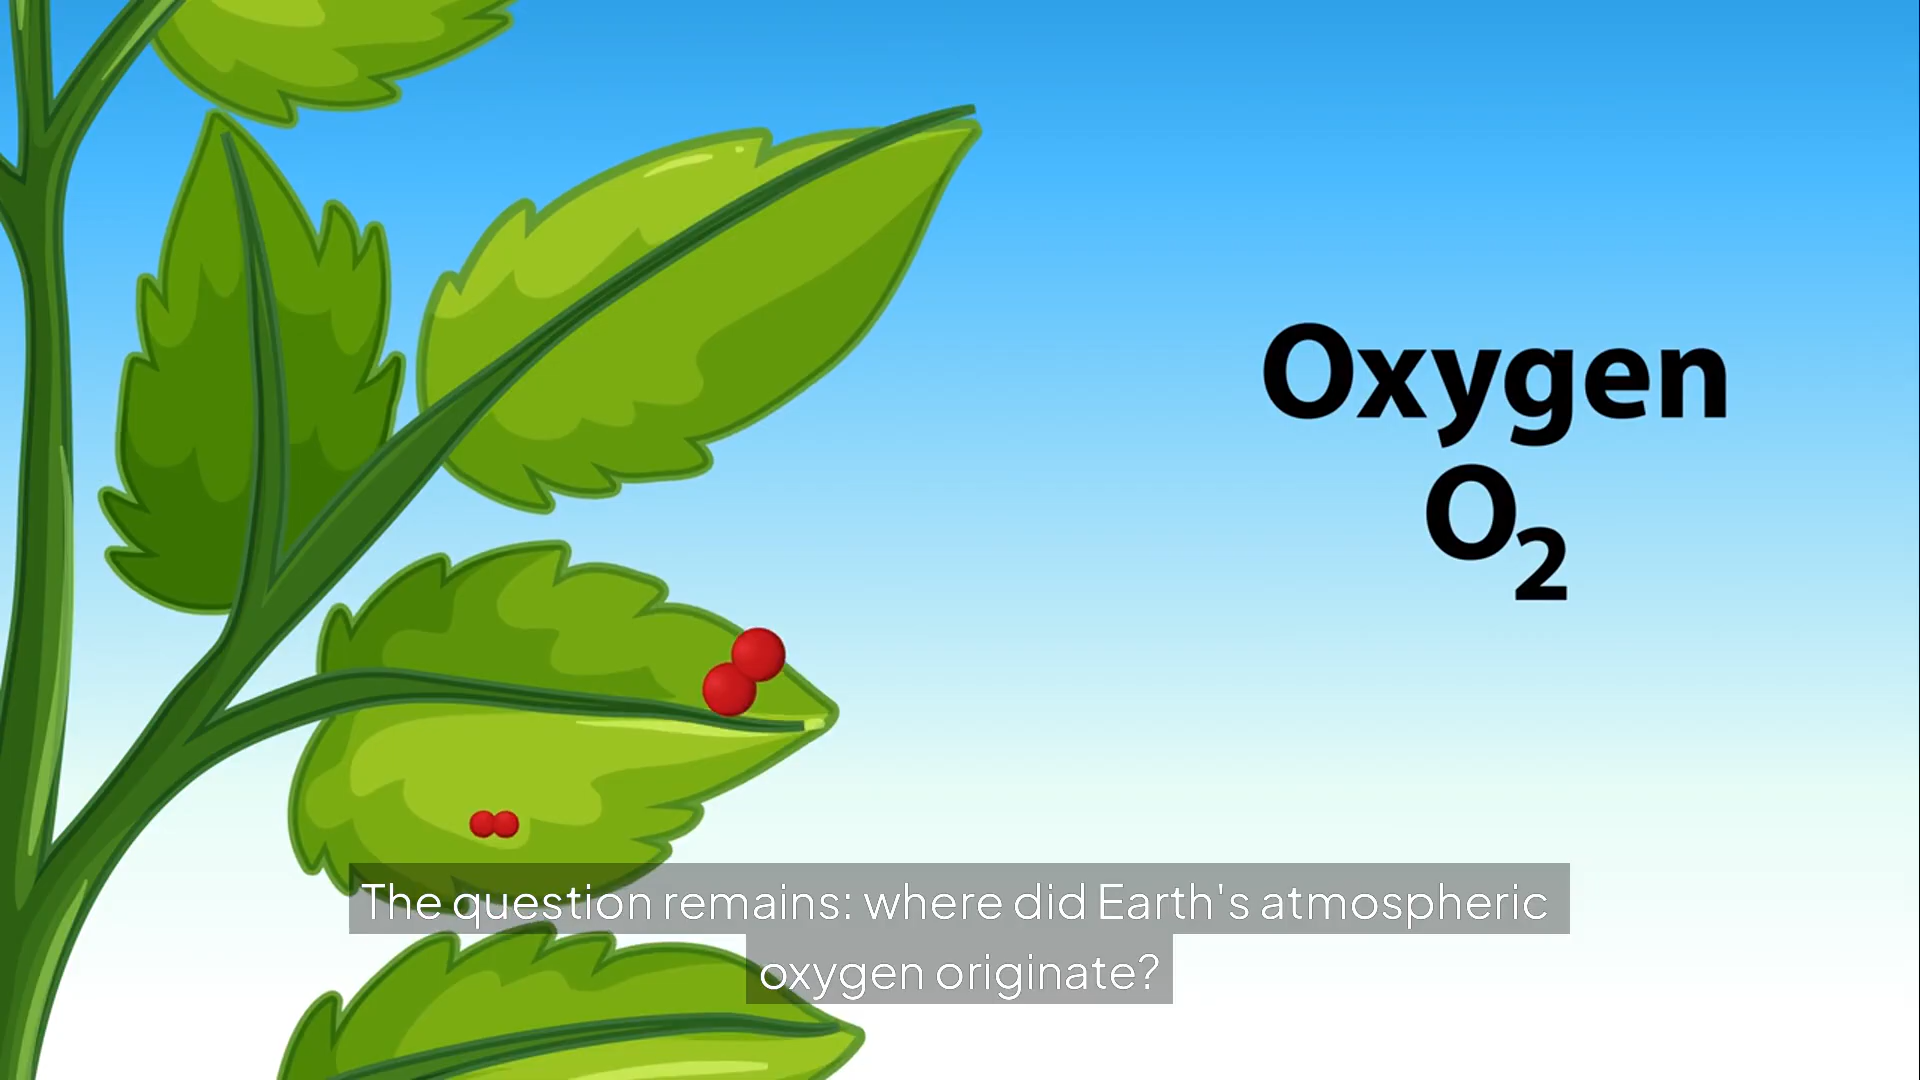 Oxygen
O₂
The question remains: where did Earth's atmospheric
oxygen originate?